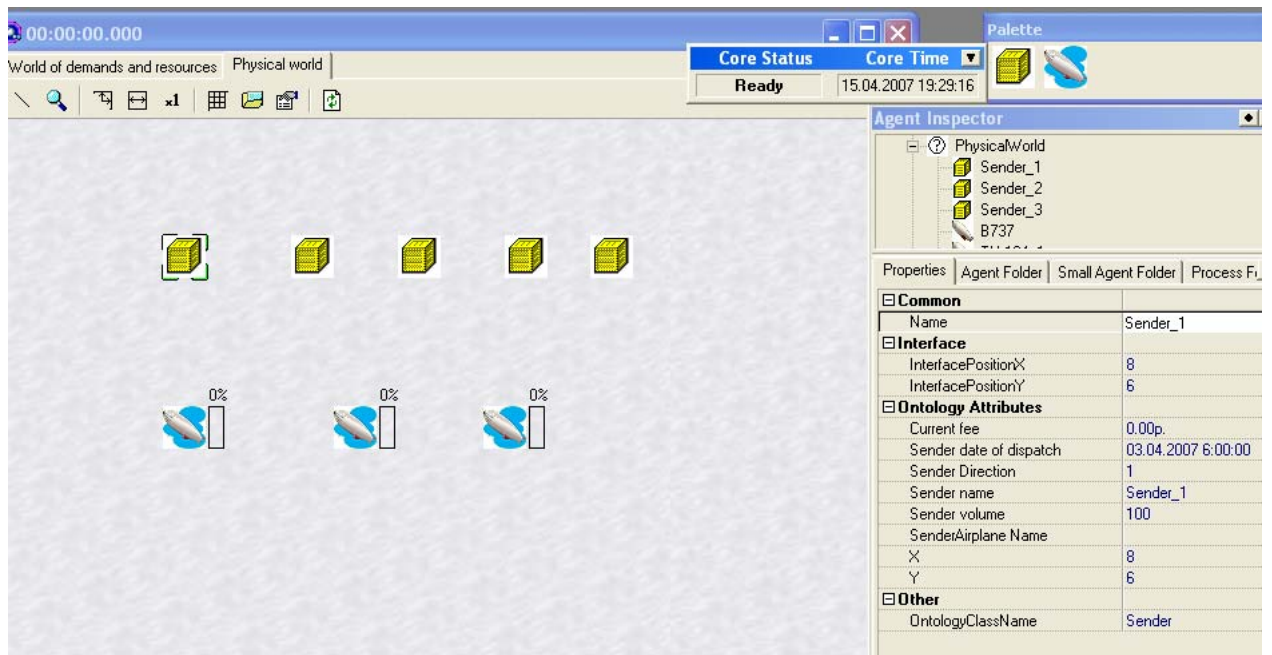 00:00:00.000
Palette
World of demands and resources Physical world
Core Status Core Time
Ready 15.04.2007 19:29:16
x1
Agent Inspector
PhysicalWorld
Sender_1
Sender_2
Sender_3
B737
0% 0% 0%
Properties Agent Folder Small Agent Folder Process
Common
Name Sender_1
Interface
InterfacePositionX 8
InterfacePositionY 6
Ontology Attributes
Current fee 0.00p.
Sender date of dispatch 03.04.2007 6:00:00
Sender Direction 1
Sender name Sender_1
Sender volume 100
SenderAirplane Name
X 8
Y 6
Other
OntologyClassName Sender